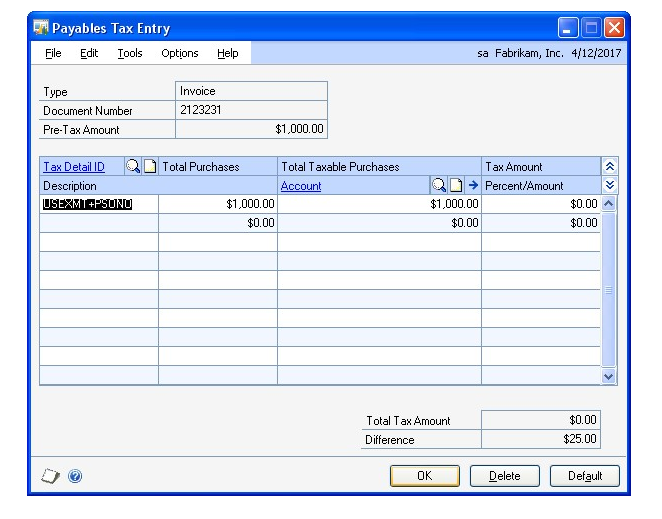 Payables Tax Entry
File Edit Tools Options Help sa Fabrikam, Inc. 4/12/2017
Type Invoice
Document Number 2123231
Pre-Tax Amount $1,000.00
Tax Detail ID Total Purchases Total Taxable Purchases Tax Amount
Description Account Percent/Amount
USEXMT+PSONO $1,000.00 $1,000.00 $0.00
$0.00 $0.00 $0.00
Total Tax Amount $0.00
Difference $25.00
OK Delete Default